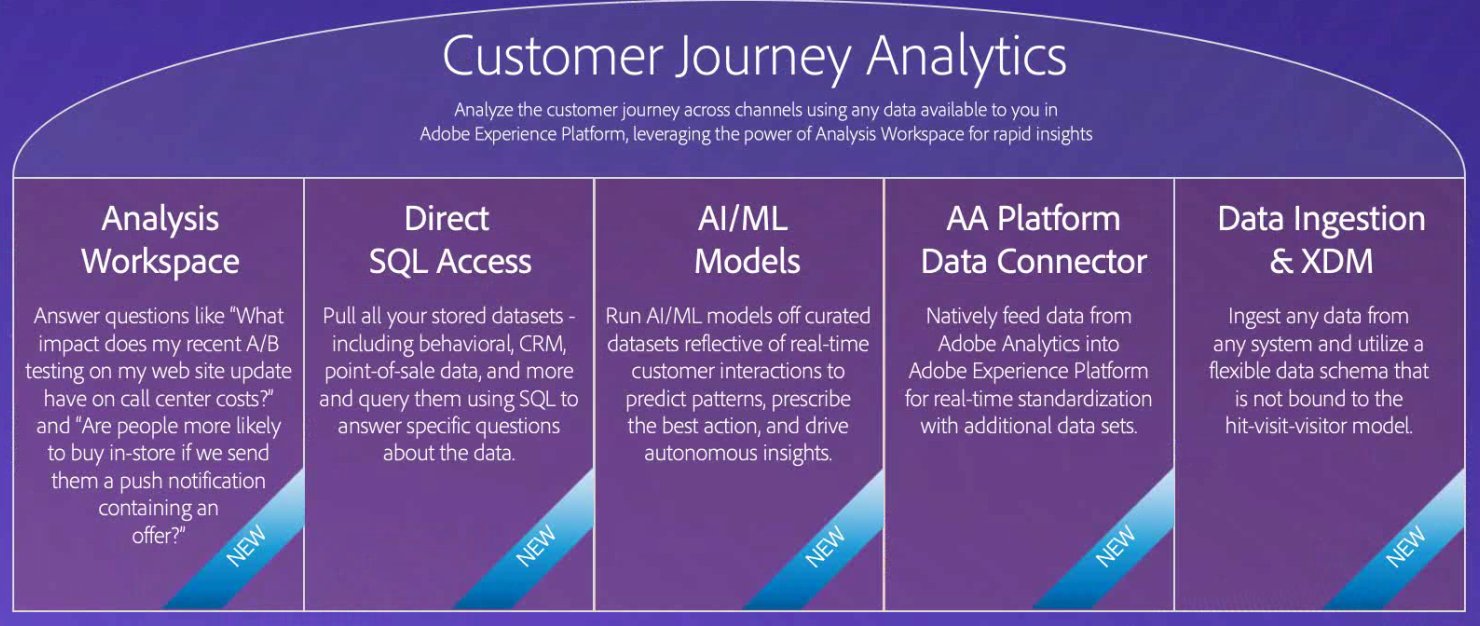 Customer Journey Analytics
Analyze the customer journey across channels using any data available to you in
Adobe Experience Platform, leveraging the power of Analysis Workspace for rapid insights
Analysis
Workspace
Answer questions like "What
impact does my recent A/B
testing on my web site update
have on call center costs?"
and "Are people more likely
to buy in-store if we send
them a push notification
containing an
offer?"
NEW
Direct
SQL Access
Pull all your stored datasets -
including behavioral, CRM,
point-of-sale data, and more
and query them using SQL to
answer specific questions
about the data.
NEW
AI/ML
Models
Run AI/ML models off curated
datasets reflective of real-time
customer interactions to
predict patterns, prescribe
the best action, and drive
autonomous insights.
NEW
AA Platform
Data Connector
Natively feed data from
Adobe Analytics into
Adobe Experience Platform
for real-time standardization
with additional data sets.
NEW
Data Ingestion
& XDM
Ingest any data from
any system and utilize a
flexible data schema that
is not bound to the
hit-visit-visitor model.
NEW